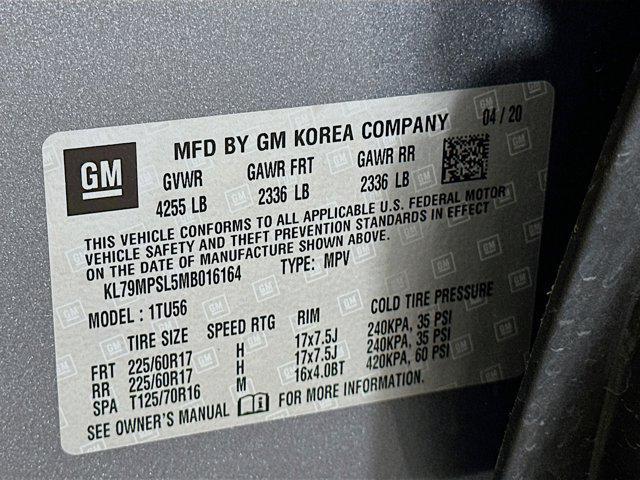 GM
MFD BY GM KOREA COMPANY 04 / 20
GVWR GAWR FRT GAWR RR
4255 LB 2336 LB 2336 LB
THIS VEHICLE CONFORMS TO ALL APPLICABLE U.S. FEDERAL MOTOR
VEHICLE SAFETY AND THEFT PREVENTION STANDARDS IN EFFECT
ON THE DATE OF MANUFACTURE SHOWN ABOVE.
KL79MPSL5MB016164 TYPE: MPV
MODEL : 1TU56
TIRE SIZE SPEED RTG RIM COLD TIRE PRESSURE
FRT 225/60R17 H 17x7.5J 240KPA, 35 PSI
RR 225/60R17 H 17x7.5J 240KPA, 35 PSI
SPA T125/70R16 M 16x4.0BT 420KPA, 60 PSI
SEE OWNER'S MANUAL FOR MORE INFORMATION.